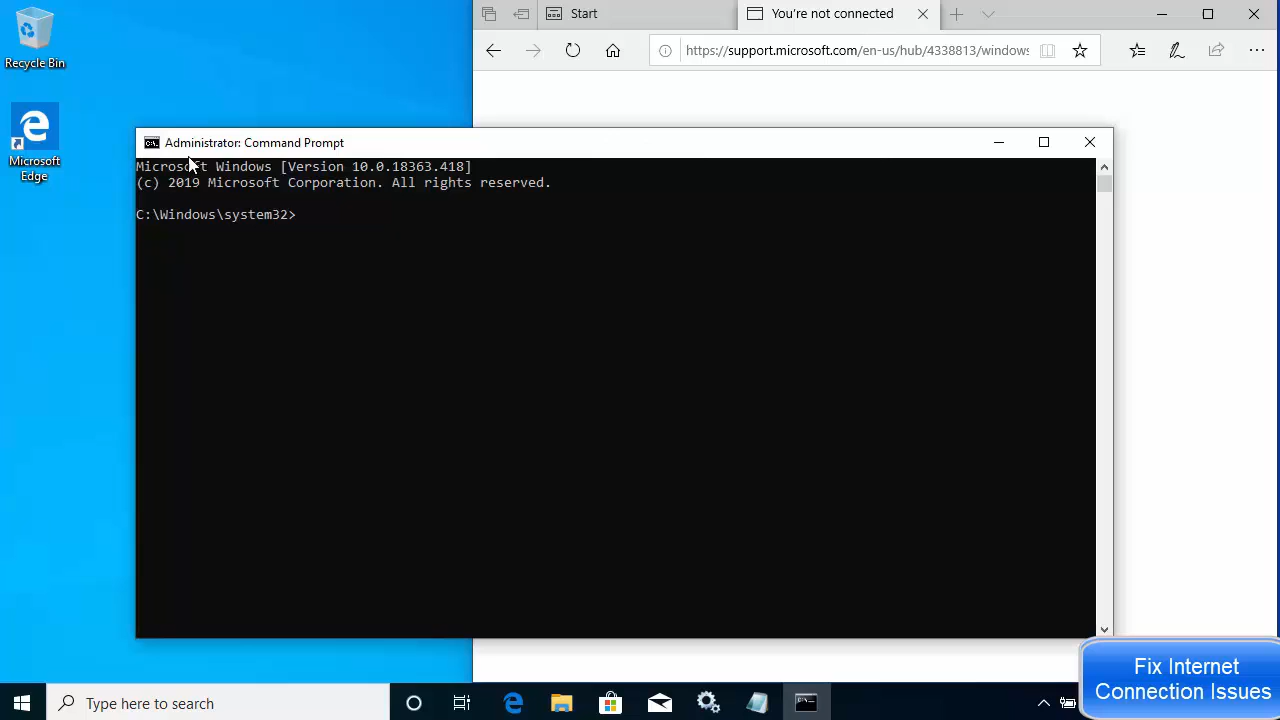 Recycle Bin
Microsoft
Edge
Start
You're not connected
https://support.microsoft.com/en-us/hub/4338813/windows
Administrator: Command Prompt
Microsoft Windows [Version 10.0.18363.418]
(c) 2019 Microsoft Corporation. All rights reserved.
C:\Windows\system32>
Fix Internet
Connection Issues
Type here to search